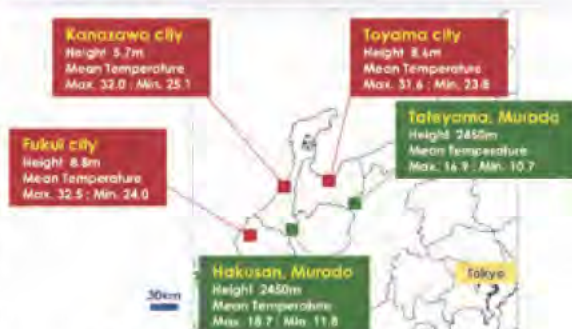 Kanazawa city
Height 5.7m
Mean Temperature
Max. 32.0 : Min. 25.1
Toyama city
Height 8.6m
Mean Temperature
Max. 31.6 : Min. 23.8
Tateyama, Murodo
Height 2450m
Mean Temperature
Max. 16.9 : Min. 10.7
Fukui city
Height 8.8m
Mean Temperature
Max. 32.5 : Min. 24.0
Hakusan, Murodo
Height 2450m
Mean Temperature
Max. 18.7 : Min. 11.8
Tokyo
30km